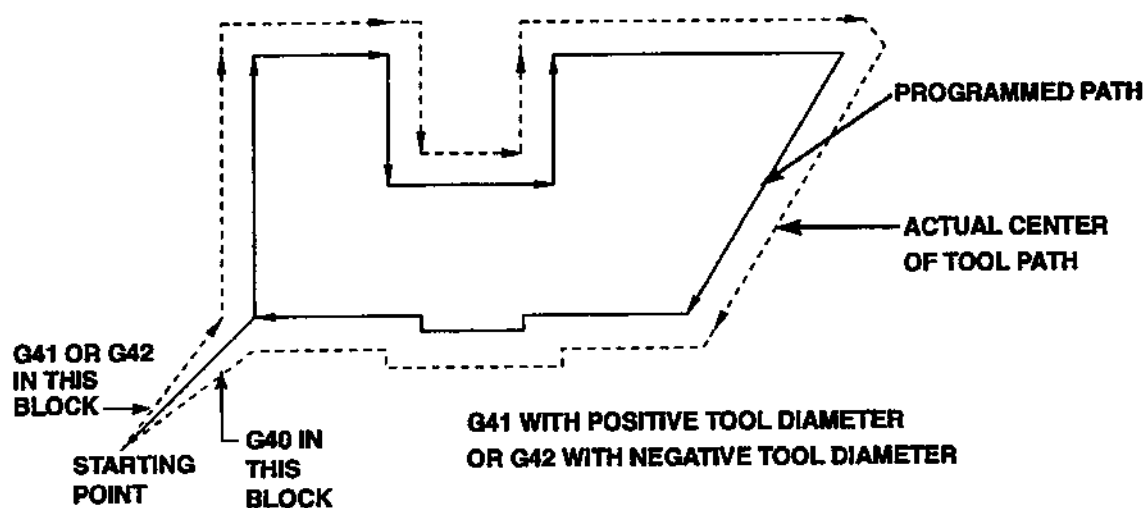 PROGRAMMED PATH
ACTUAL CENTER
OF TOOL PATH
G41 OR G42
IN THIS
BLOCK
STARTING
POINT
G40 IN
THIS
BLOCK
G41 WITH POSITIVE TOOL DIAMETER
OR G42 WITH NEGATIVE TOOL DIAMETER